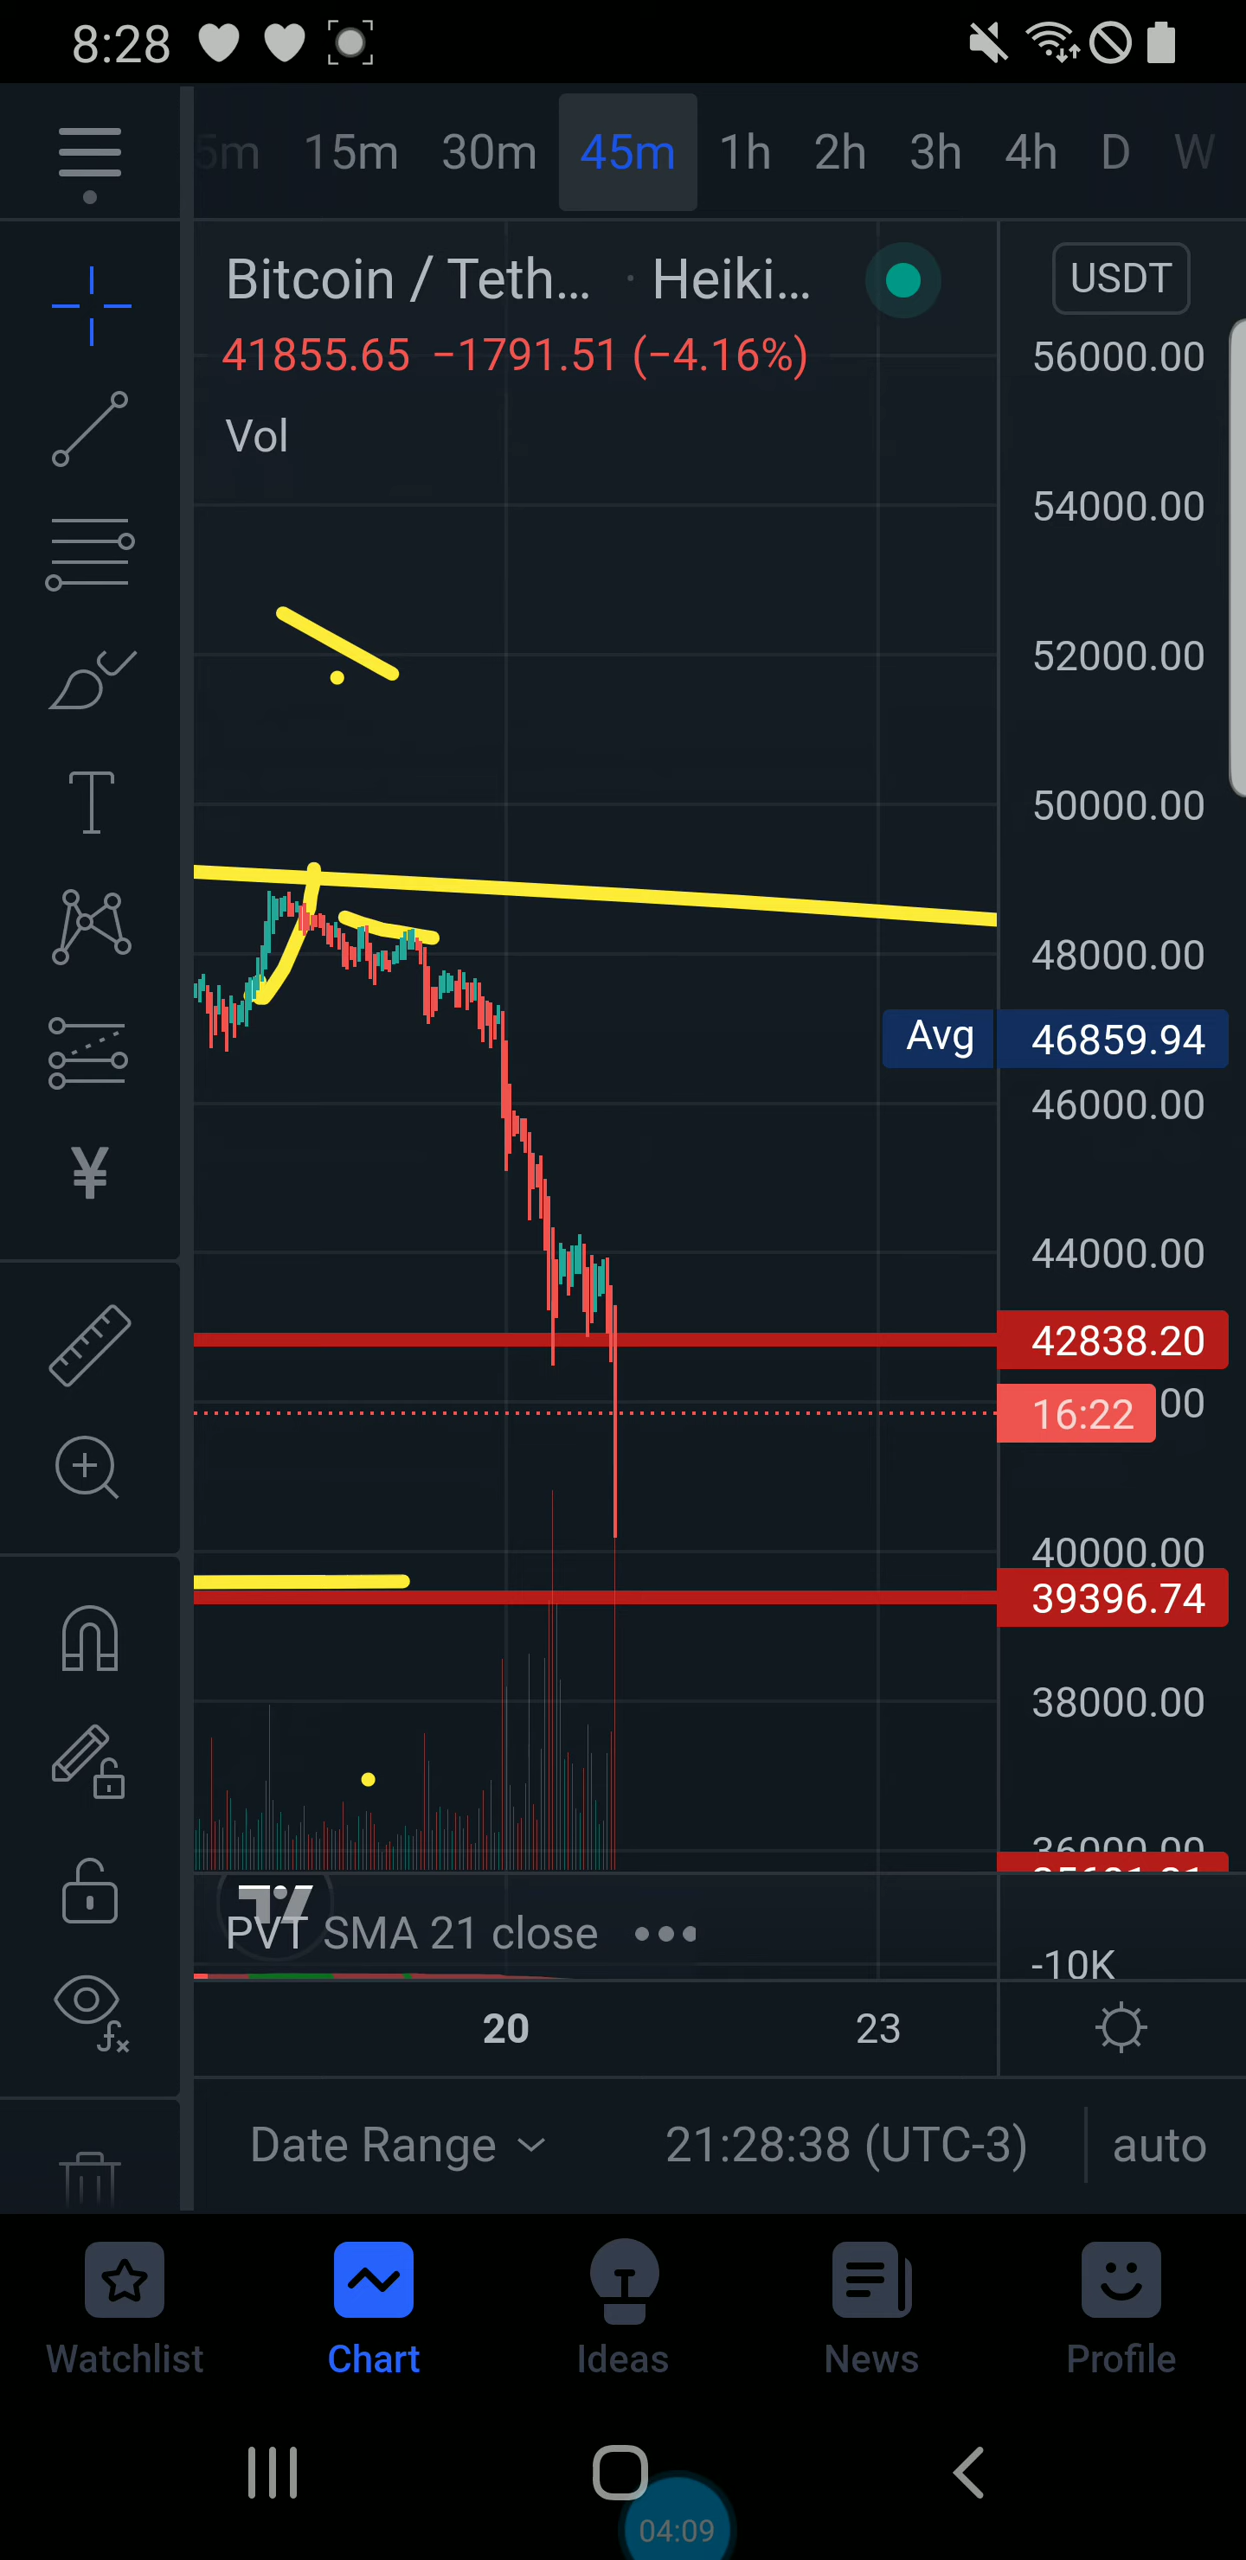 8:28
5m 15m 30m 45m 1h 2h 3h 4h D W
Bitcoin / Teth... · Heiki...
USDT
41855.65 −1791.51 (−4.16%)
56000.00
Vol
54000.00
52000.00
50000.00
48000.00
Avg 46859.94
46000.00
44000.00
42838.20
16:22 00
40000.00
39396.74
38000.00
36000.00
PVT SMA 21 close
-10K
20 23
Date Range 21:28:38 (UTC-3) auto
Watchlist Chart Ideas News Profile
04:09